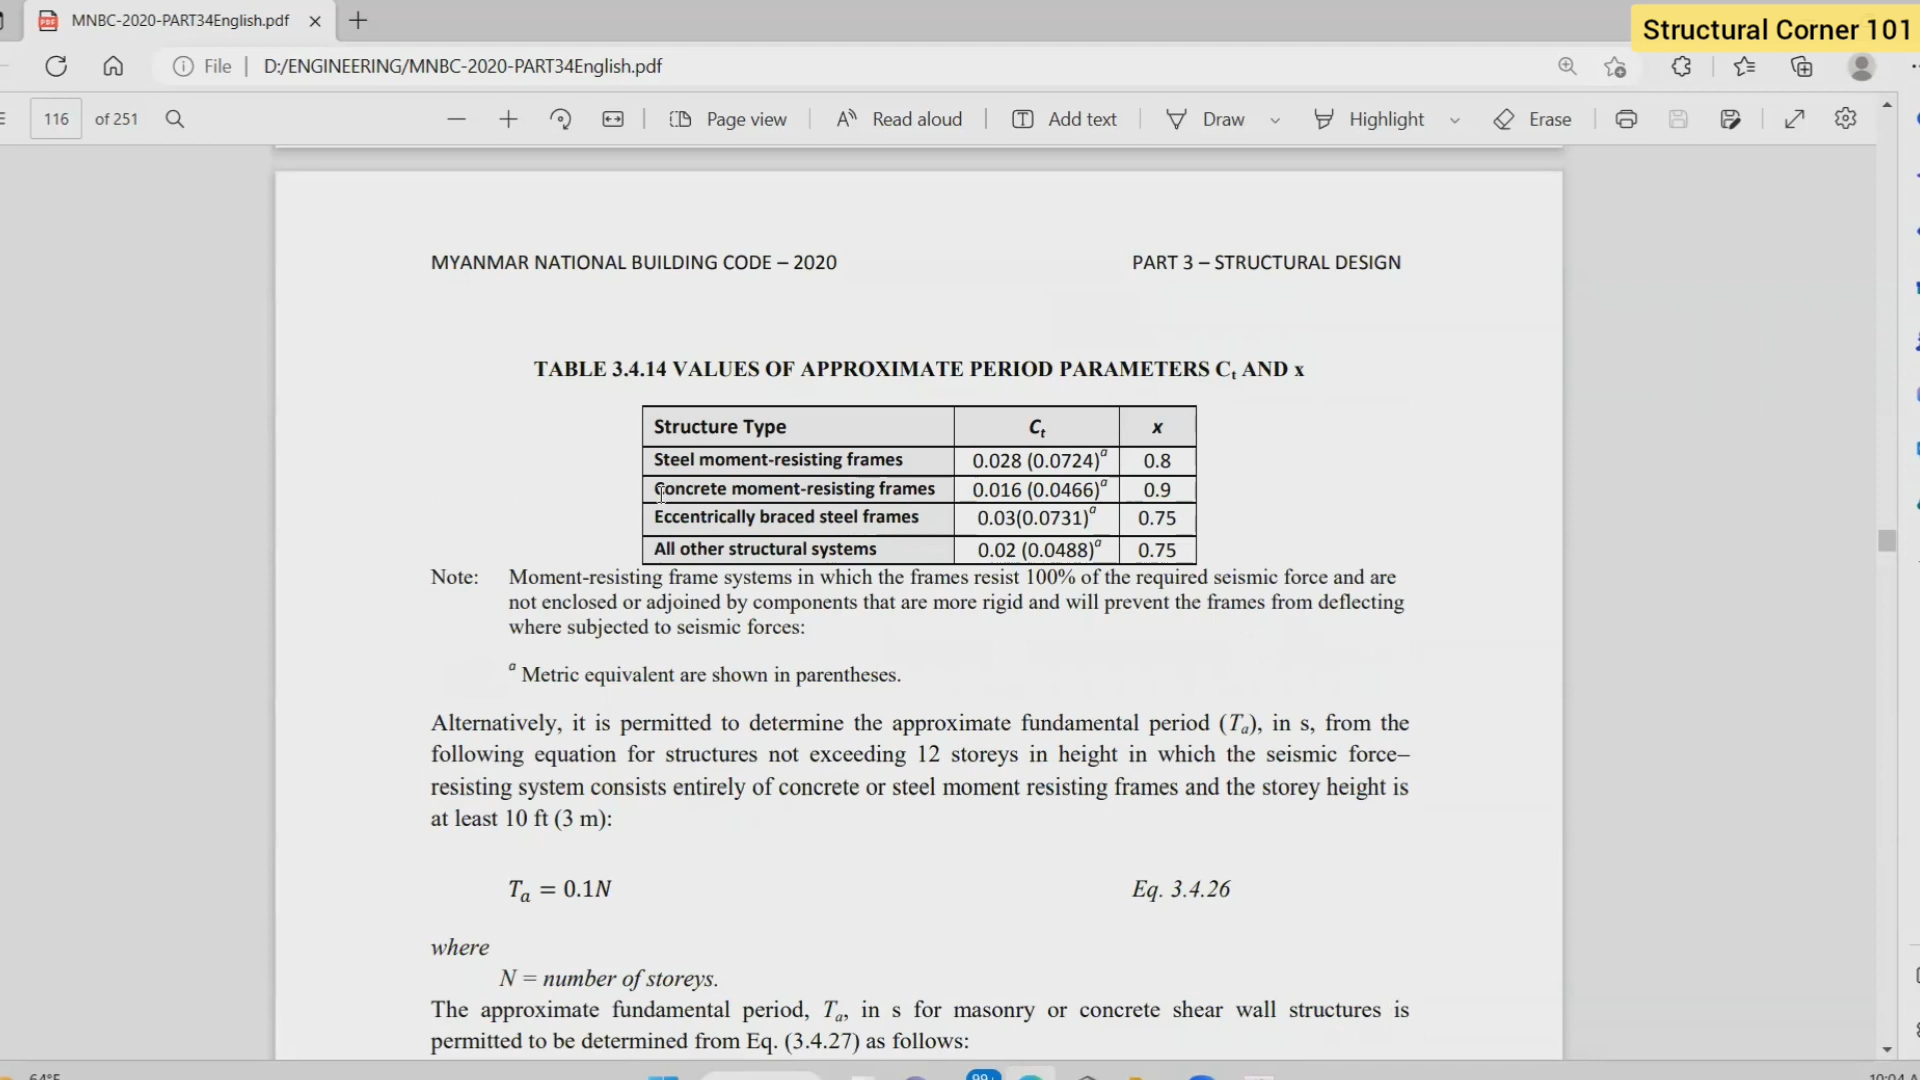 MNBC-2020-PART34English.pdf
Structural Corner 101
File
D:/ENGINEERING/MNBC-2020-PART34English.pdf
116 of 251 Page view Read aloud Add text Draw Highlight Erase
MYANMAR NATIONAL BUILDING CODE – 2020 PART 3 – STRUCTURAL DESIGN
TABLE 3.4.14 VALUES OF APPROXIMATE PERIOD PARAMETERS Ct AND x
Structure Type Ct x
Steel moment-resisting frames 0.028 (0.0724)a 0.8
Concrete moment-resisting frames 0.016 (0.0466)a 0.9
Eccentrically braced steel frames 0.03(0.0731)a 0.75
All other structural systems 0.02 (0.0488)a 0.75
Note: Moment-resisting frame systems in which the frames resist 100% of the required seismic force and are
not enclosed or adjoined by components that are more rigid and will prevent the frames from deflecting
where subjected to seismic forces:
a Metric equivalent are shown in parentheses.
Alternatively, it is permitted to determine the approximate fundamental period (Ta), in s, from the
following equation for structures not exceeding 12 storeys in height in which the seismic force–
resisting system consists entirely of concrete or steel moment resisting frames and the storey height is
at least 10 ft (3 m):
Ta = 0.1N Eq. 3.4.26
where
N = number of storeys.
The approximate fundamental period, Ta, in s for masonry or concrete shear wall structures is
permitted to be determined from Eq. (3.4.27) as follows: